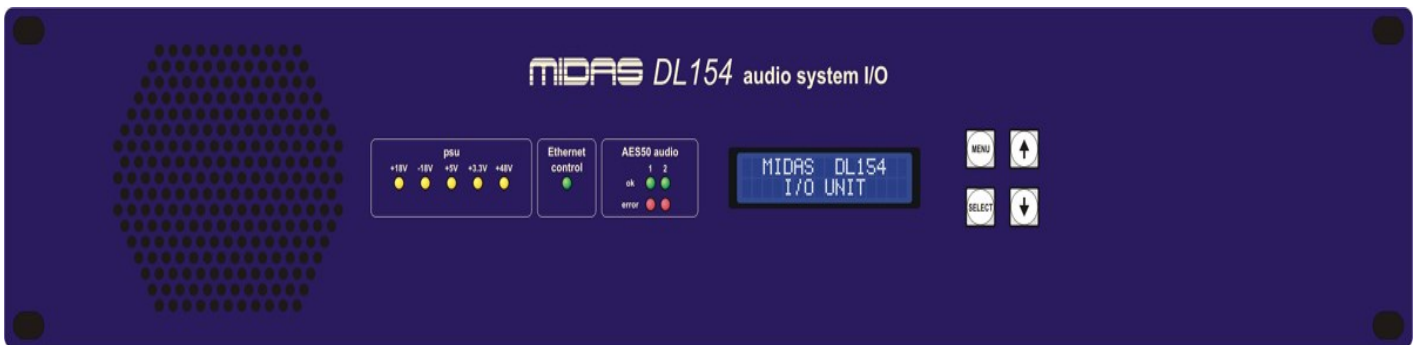 MIDAS DL154 audio system I/O
psu
+18V -18V +5V +3.3V +48V
Ethernet
control
AES50 audio
1 2
ok
error
MIDAS DL154
I/O UNIT
MENU
SELECT